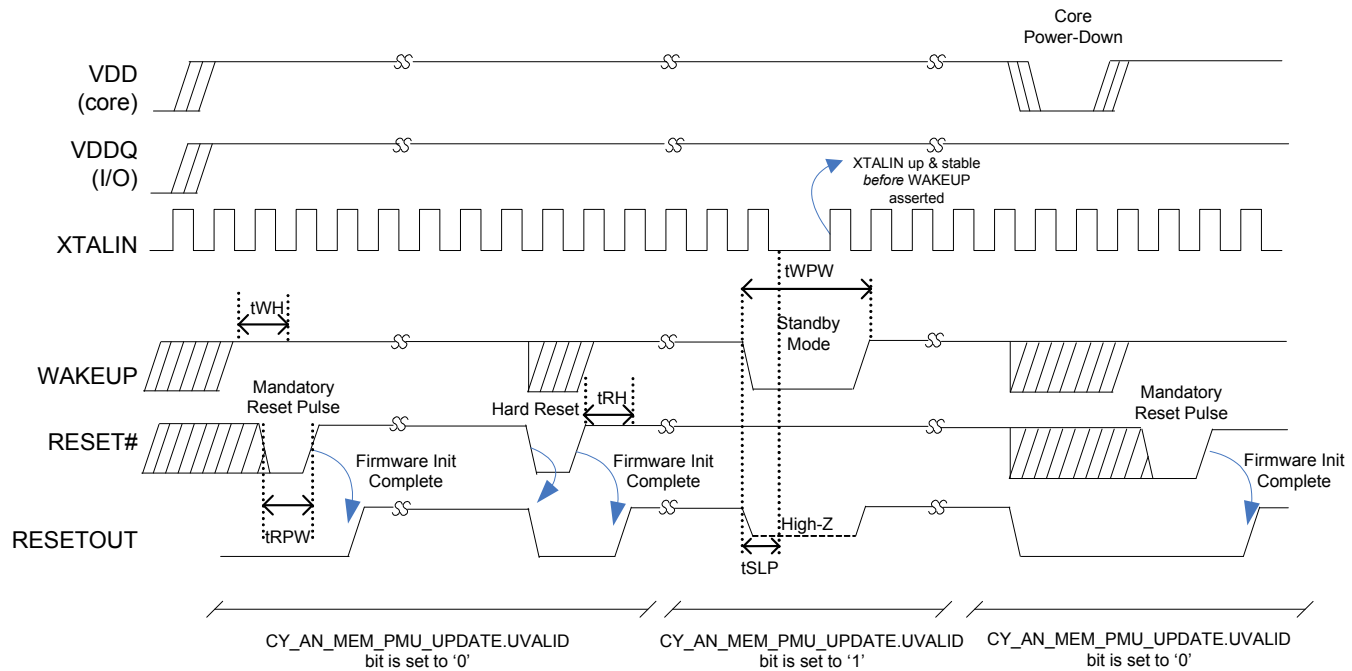 Core
Power-Down
VDD
(core)
VDDQ
(I/O)
XTALIN up & stable
before WAKEUP
asserted
XTALIN
tWPW
tWH
Standby
Mode
WAKEUP
Mandatory
Reset Pulse
Hard Reset
tRH
Mandatory
Reset Pulse
RESET#
Firmware Init
Complete
Firmware Init
Complete
Firmware Init
Complete
tRPW
High-Z
RESETOUT
tSLP
CY_AN_MEM_PMU_UPDATE.UVALID
bit is set to ‘0’
CY_AN_MEM_PMU_UPDATE.UVALID
bit is set to ‘1’
CY_AN_MEM_PMU_UPDATE.UVALID
bit is set to ‘0’